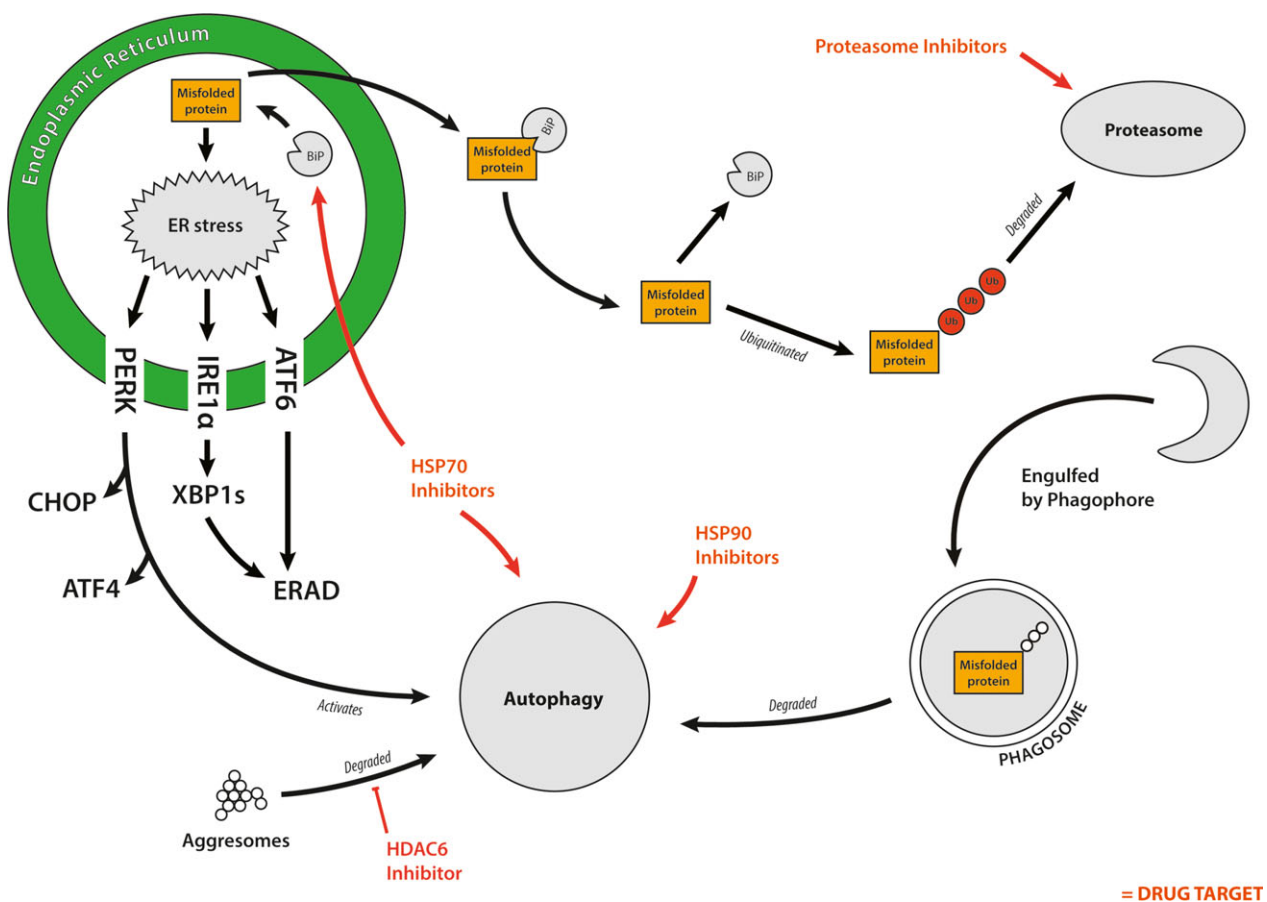 Endoplasmic Reticulum
Misfolded
protein
BiP
ER stress
PERK
IRE1α
ATF6
CHOP
XBP1s
ATF4
ERAD
Misfolded
protein
BiP
BiP
Misfolded
protein
Ubiquitinated
Misfolded
protein
Ub
Ub
Ub
Degraded
Proteasome Inhibitors
Proteasome
Engulfed
by Phagophore
Misfolded
protein
PHAGOSOME
Degraded
HSP70
Inhibitors
HSP90
Inhibitors
Autophagy
Activates
Degraded
Aggresomes
HDAC6
Inhibitor
= DRUG TARGET